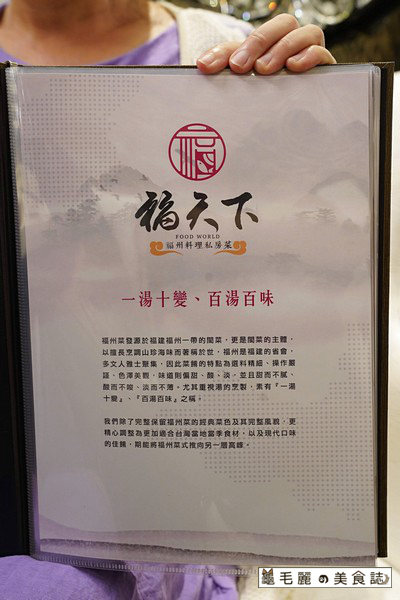 福
福天下
FOOD WORLD
福州料理私房菜
一湯十變、百湯百味
福州菜發源於福建福州一帶的閩菜，更是閩菜的主體。
以擅長烹調山珍海味而著稱於世，福州是福建的省會，
多文人雅士聚集，因此菜餚的特點為選料精細、操作嚴
謹、色澤美觀，味道則偏甜、酸、淡。並且甜而不膩、
酸而不嗆、淡而不薄。尤其重視湯的烹製，素有『一湯
十變』、『百湯百味』之稱。
我們除了完整保留福州菜的經典菜色及其完整風貌，更
精心調整為更加適合台灣當地當季食材，以及現代口味
的佳餚，期能將福州菜式推向另一層高峰。
毛麗の美食誌